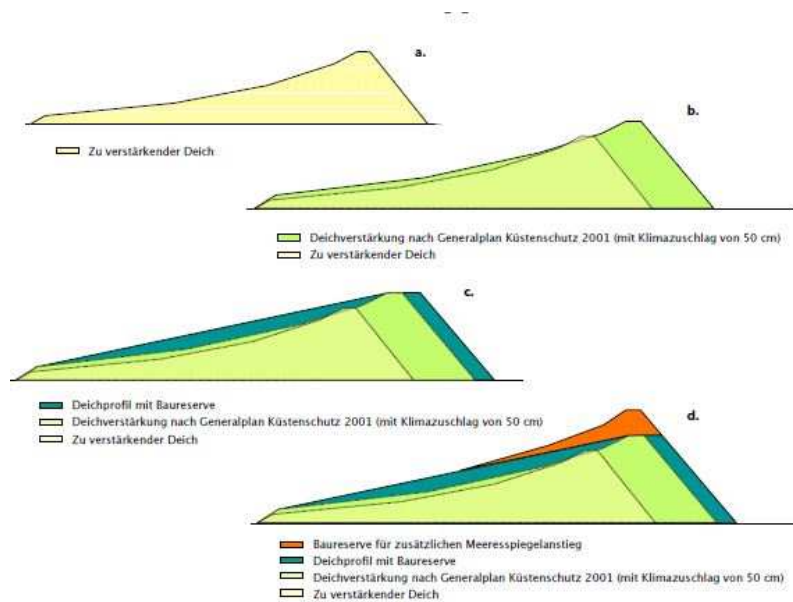 a.
Zu verstärkender Deich
b.
Deichverstärkung nach Generalplan Küstenschutz 2001 (mit Klimazuschlag von 50 cm)
Zu verstärkender Deich
c.
Deichprofil mit Baureserve
Deichverstärkung nach Generalplan Küstenschutz 2001 (mit Klimazuschlag von 50 cm)
Zu verstärkender Deich
d.
Baureserve für zusätzlichen Meeresspiegelanstieg
Deichprofil mit Baureserve
Deichverstärkung nach Generalplan Küstenschutz 2001 (mit Klimazuschlag von 50 cm)
Zu verstärkender Deich